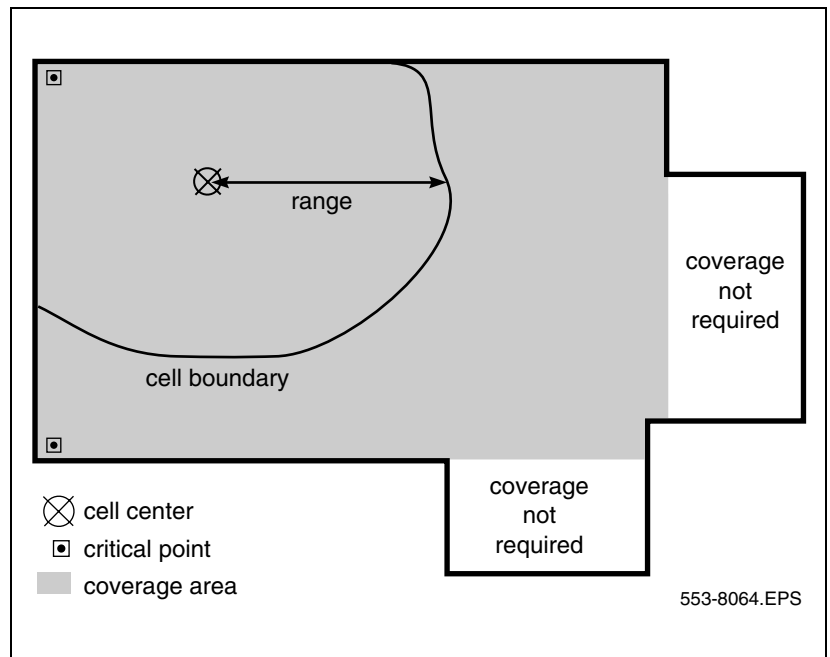 range
coverage
not
required
cell boundary
coverage
not
required
cell center
critical point
coverage area
553-8064.EPS